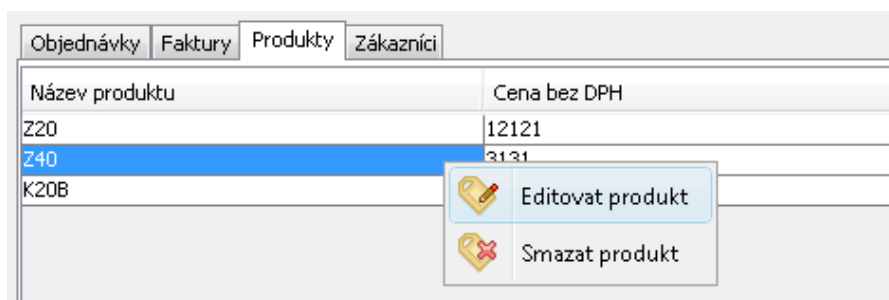 Objednávky Faktury Produkty Zákazníci
Název produktu Cena bez DPH
Z20 12121
Z40 3131
K20B
Editovat produkt
Smazat produkt